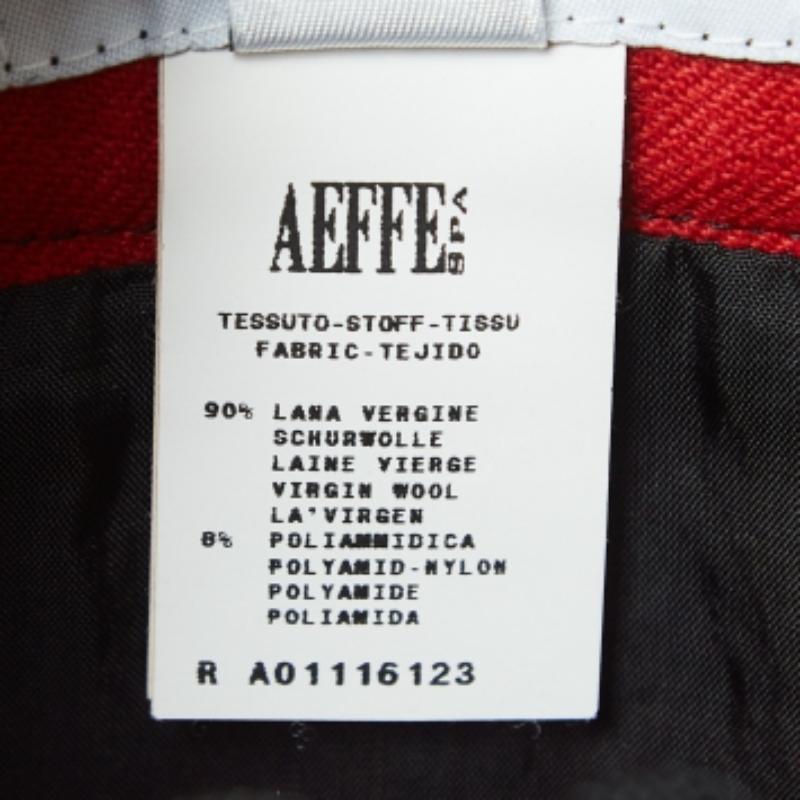 AEFFE SPA
TESSUTO-STOFF-TISSU
FABRIC-TEJIDO
90% LANA VERGINE
SCHURWOLLE
LAINE VIERGE
VIRGIN WOOL
LA'VIRGEN
8% POLIAMMIDICA
POLYAMID-NYLON
POLYAMIDE
POLIAMIDA
R A01116123